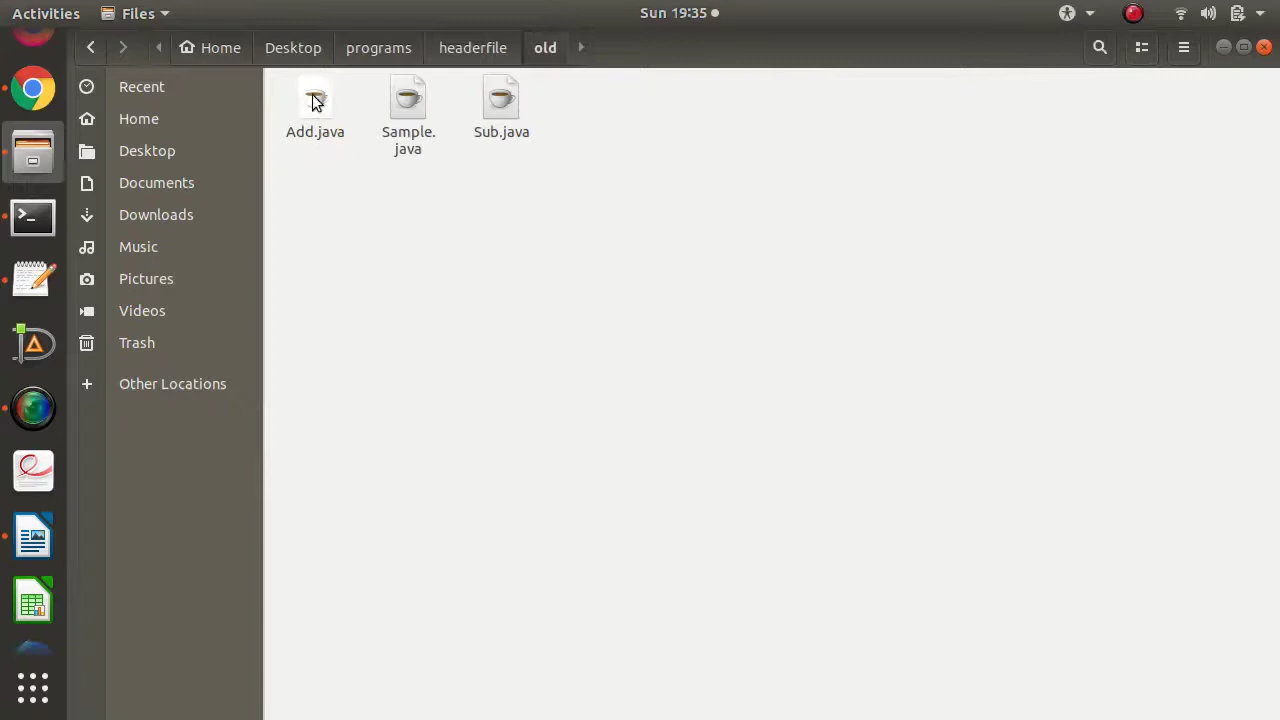 Activities Files Sun 19:35
Home Desktop programs headerfile old
Recent
Home
Desktop
Documents
Downloads
Music
Pictures
Videos
Trash
Other Locations
Add.java
Sample.
java
Sub.java